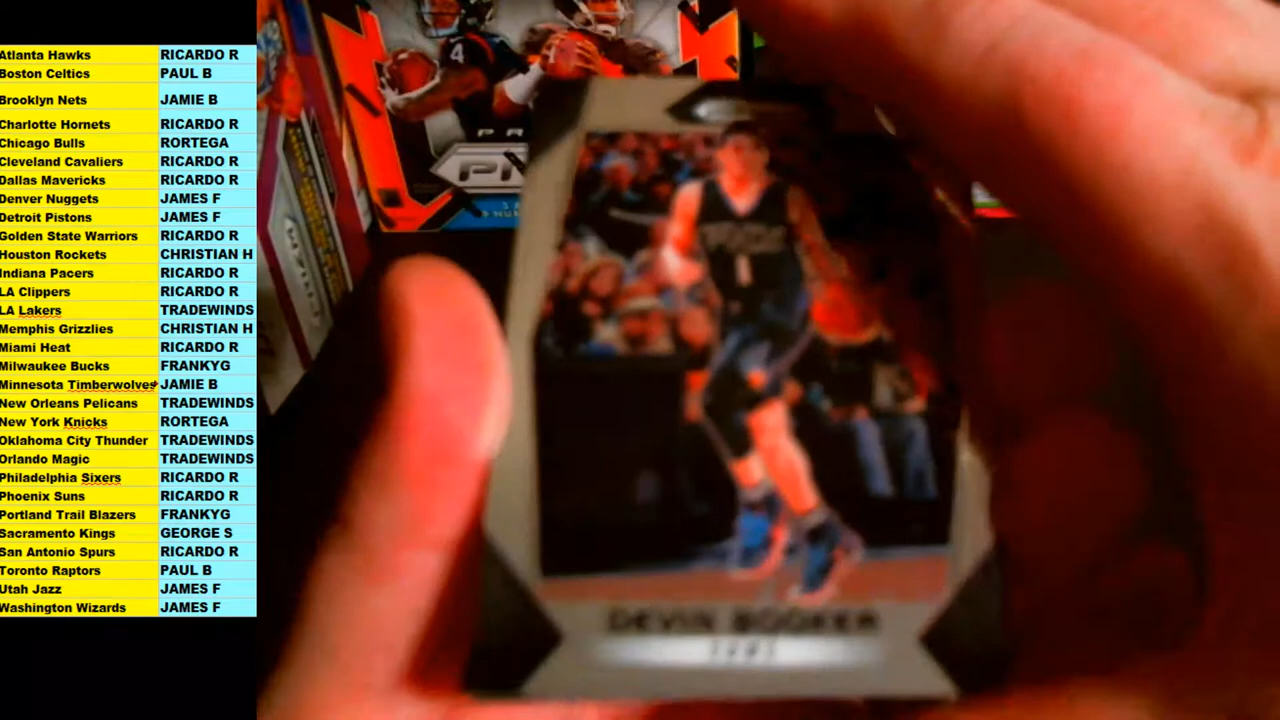 Atlanta Hawks RICARDO R
Boston Celtics PAUL B
Brooklyn Nets JAMIE B
Charlotte Hornets RICARDO R
Chicago Bulls RORTEGA
Cleveland Cavaliers RICARDO R
Dallas Mavericks RICARDO R
Denver Nuggets JAMES F
Detroit Pistons JAMES F
Golden State Warriors RICARDO R
Houston Rockets CHRISTIAN H
Indiana Pacers RICARDO R
LA Clippers RICARDO R
LA Lakers TRADEWINDS
Memphis Grizzlies CHRISTIAN H
Miami Heat RICARDO R
Milwaukee Bucks FRANKYG
Minnesota Timberwolves JAMIE B
New Orleans Pelicans TRADEWINDS
New York Knicks RORTEGA
Oklahoma City Thunder TRADEWINDS
Orlando Magic TRADEWINDS
Philadelphia Sixers RICARDO R
Phoenix Suns RICARDO R
Portland Trail Blazers FRANKYG
Sacramento Kings GEORGE S
San Antonio Spurs RICARDO R
Toronto Raptors PAUL B
Utah Jazz JAMES F
Washington Wizards JAMES F
4
1
DEVIN BOOKER